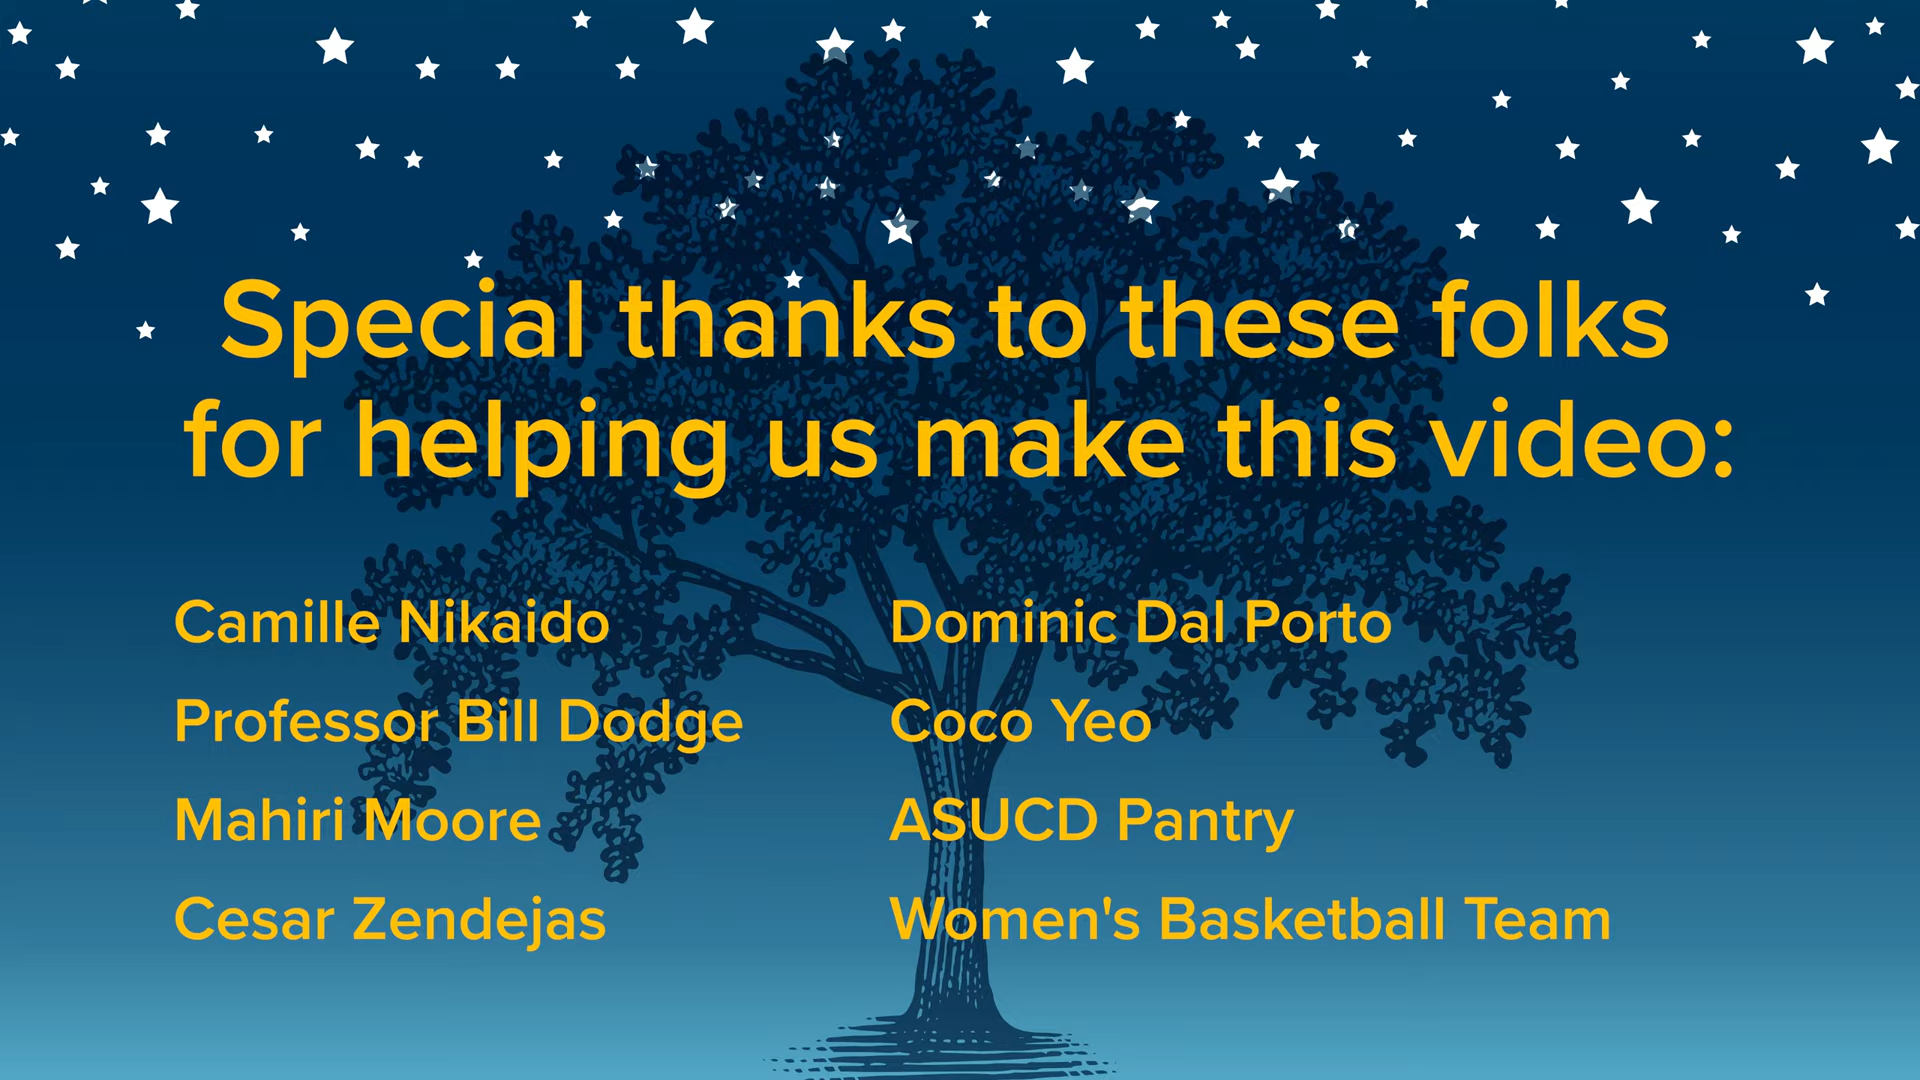 Special thanks to these folks
for helping us make this video:
Camille Nikaido
Professor Bill Dodge
Mahiri Moore
Cesar Zendejas
Dominic Dal Porto
Coco Yeo
ASUCD Pantry
Women's Basketball Team